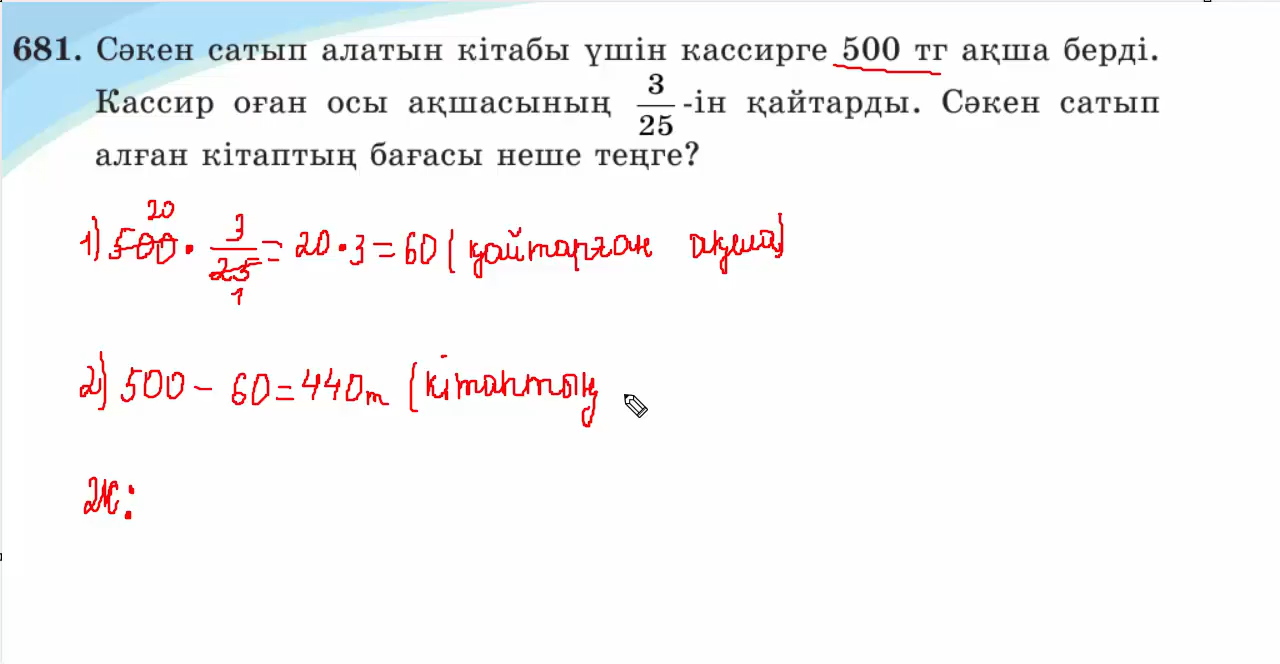 681. Сәкен сатып алатын кітабы үшін кассирге 500 тг ақша берді.
Кассир оған осы ақшасының 3/25 -ін қайтарды. Сәкен сатып
алған кітаптың бағасы неше теңге?
20
1) 500 · 3/25 = 20 · 3 = 60 (қайтарған ақша)
1
2) 500 – 60 = 440т (кітаптың
Ж: